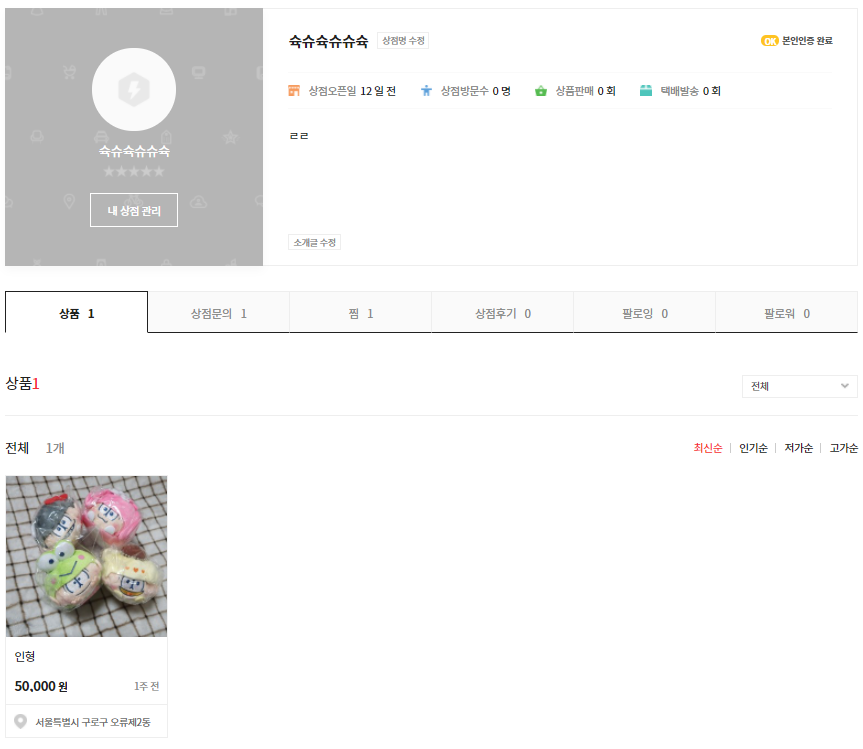 슉슈슉슈슈슉
★★★★★
내 상점 관리
슉슈슉슈슈슉 상점명 수정
OK 본인인증 완료
상점오픈일 12 일 전 상점방문수 0 명 상품판매 0 회 택배발송 0 회
ㄹㄹ
소개글 수정
상품 1 상점문의 1 찜 1 상점후기 0 팔로잉 0 팔로워 0
상품1
전체
전체 1개
최신순 인기순 저가순 고가순
인형
50,000 원 1주 전
서울특별시 구로구 오류제2동